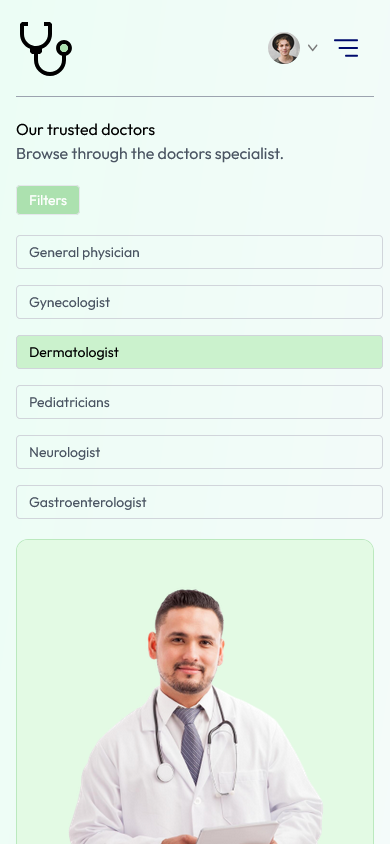 Our trusted doctors
Browse through the doctors specialist.
Filters
General physician
Gynecologist
Dermatologist
Pediatricians
Neurologist
Gastroenterologist